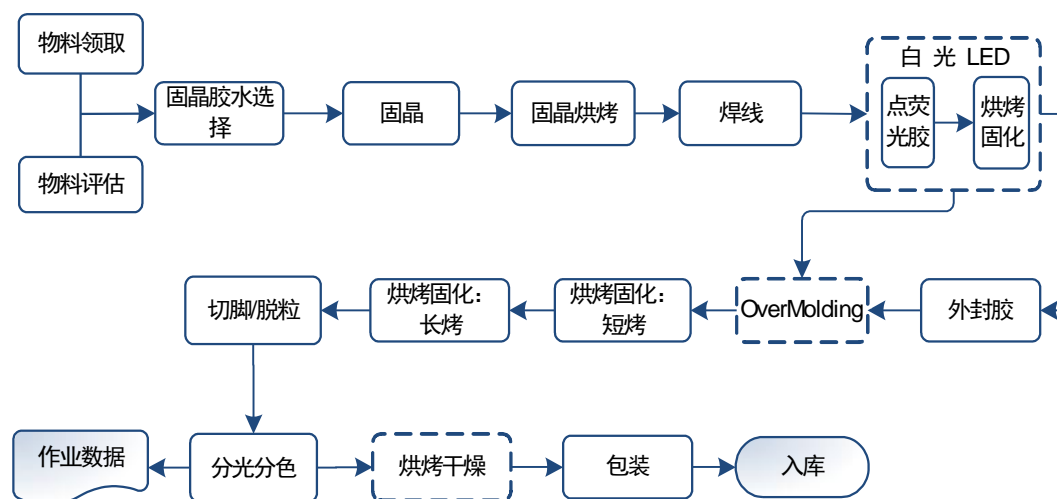 物料领取
物料评估
固晶胶水选
择
固晶
固晶烘烤
焊线
白 光 LED
点荧
光胶
烘烤
固化
外封胶
OverMolding
烘烤固化：
短烤
烘烤固化：
长烤
切脚/脱粒
作业数据
分光分色
烘烤干燥
包装
入库